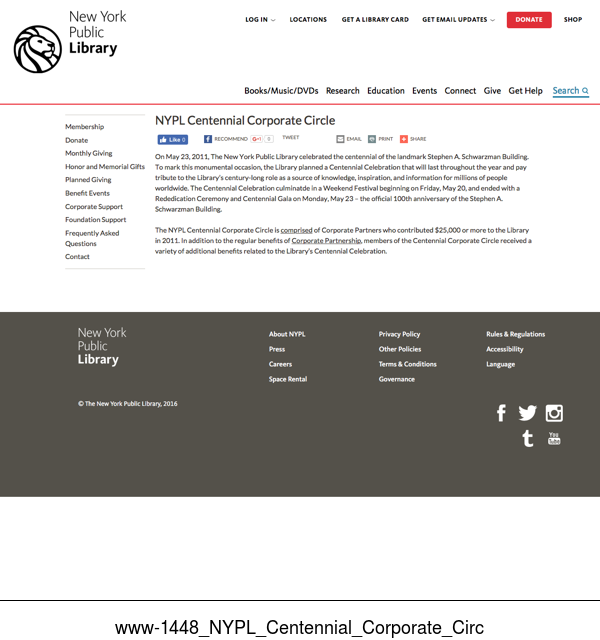 New York
Public
Library
LOG IN
LOCATIONS
GET A LIBRARY CARD
GET EMAIL UPDATES
DONATE
SHOP
Books/Music/DVDs Research Education Events Connect Give Get Help Search
Membership
Donate
Monthly Giving
Honor and Memorial Gifts
Planned Giving
Benefit Events
Corporate Support
Foundation Support
Frequently Asked
Questions
Contact
NYPL Centennial Corporate Circle
Like 0
RECOMMEND
G+1 0
TWEET
EMAIL
PRINT
SHARE
On May 23, 2011, The New York Public Library celebrated the centennial of the landmark Stephen A. Schwarzman Building.
To mark this monumental occasion, the Library planned a Centennial Celebration that will last throughout the year and pay
tribute to the Library's century-long role as a source of knowledge, inspiration, and information for millions of people
worldwide. The Centennial Celebration culminatde in a Weekend Festival beginning on Friday, May 20, and ended with a
Rededication Ceremony and Centennial Gala on Monday, May 23 – the official 100th anniversary of the Stephen A.
Schwarzman Building.
The NYPL Centennial Corporate Circle is comprised of Corporate Partners who contributed $25,000 or more to the Library
in 2011. In addition to the regular benefits of Corporate Partnership, members of the Centennial Corporate Circle received a
variety of additional benefits related to the Library's Centennial Celebration.
New York
Public
Library
About NYPL
Press
Careers
Space Rental
Privacy Policy
Other Policies
Terms & Conditions
Governance
Rules & Regulations
Accessibility
Language
© The New York Public Library, 2016
You
Tube
www-1448_NYPL_Centennial_Corporate_Circ